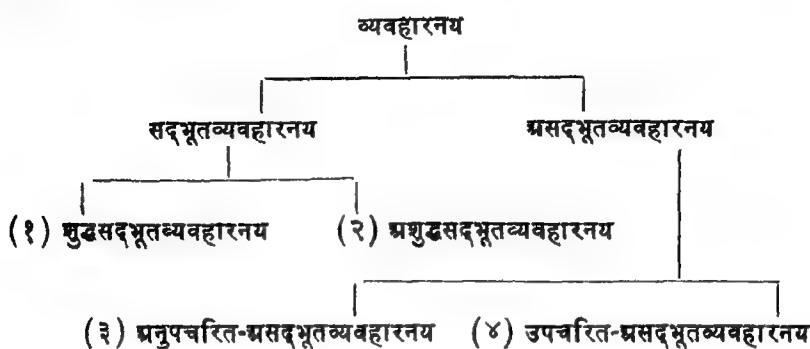 व्यवहारनय
सद्भूतव्यवहारनय असद्भूतव्यवहारनय
(१) शुद्धसद्भूतव्यवहारनय (२) अशुद्धसद्भूतव्यवहारनय
(३) अनुपचरित-असद्भूतव्यवहारनय (४) उपचरित-असद्भूतव्यवहारनय